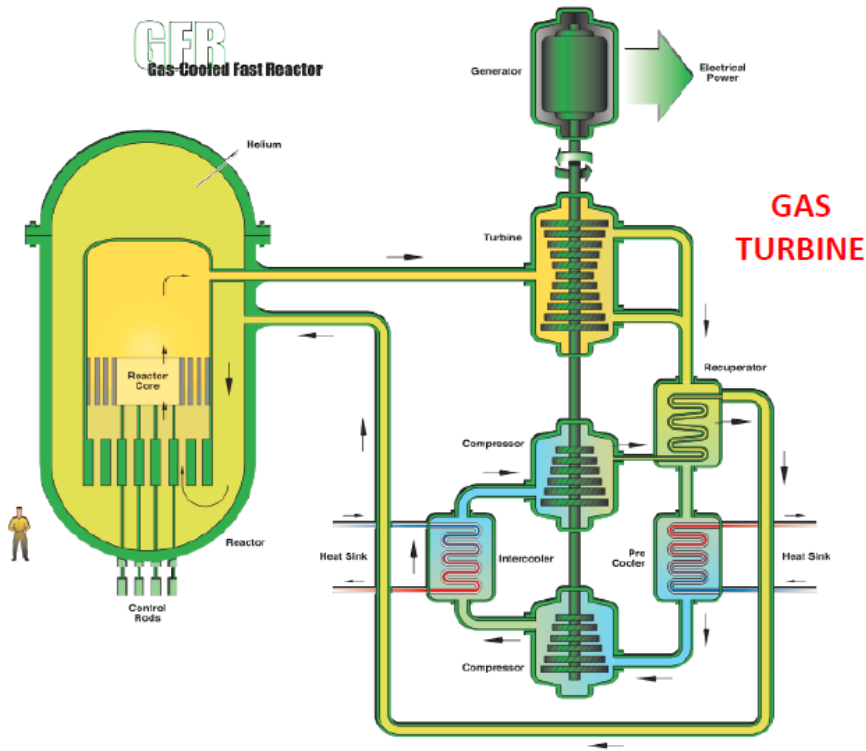 GFR
Gas-Cooled Fast Reactor
Generator
Electrical
Power
Helium
GAS
TURBINE
Turbine
Reactor
Core
Recuperator
Compressor
Reactor
Heat Sink
Intercooler
Pre
Cooler
Heat Sink
Control
Rods
Compressor